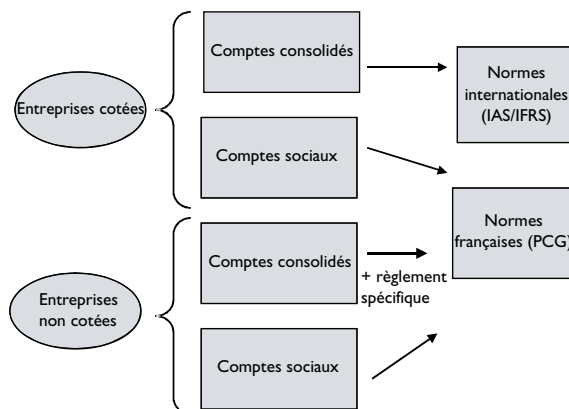 Comptes consolidés
Normes
internationales
(IAS/IFRS)
Entreprises cotées
Comptes sociaux
Normes
françaises (PCG)
Comptes consolidés
+ règlement
spécifique
Entreprises
non cotées
Comptes sociaux